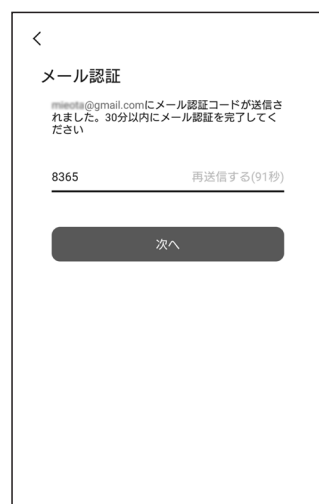 メール認証
@gmail.comにメール認証コードが送信さ
れました。30分以内にメール認証を完了してく
ださい
8365 再送信する(91秒)
次へ